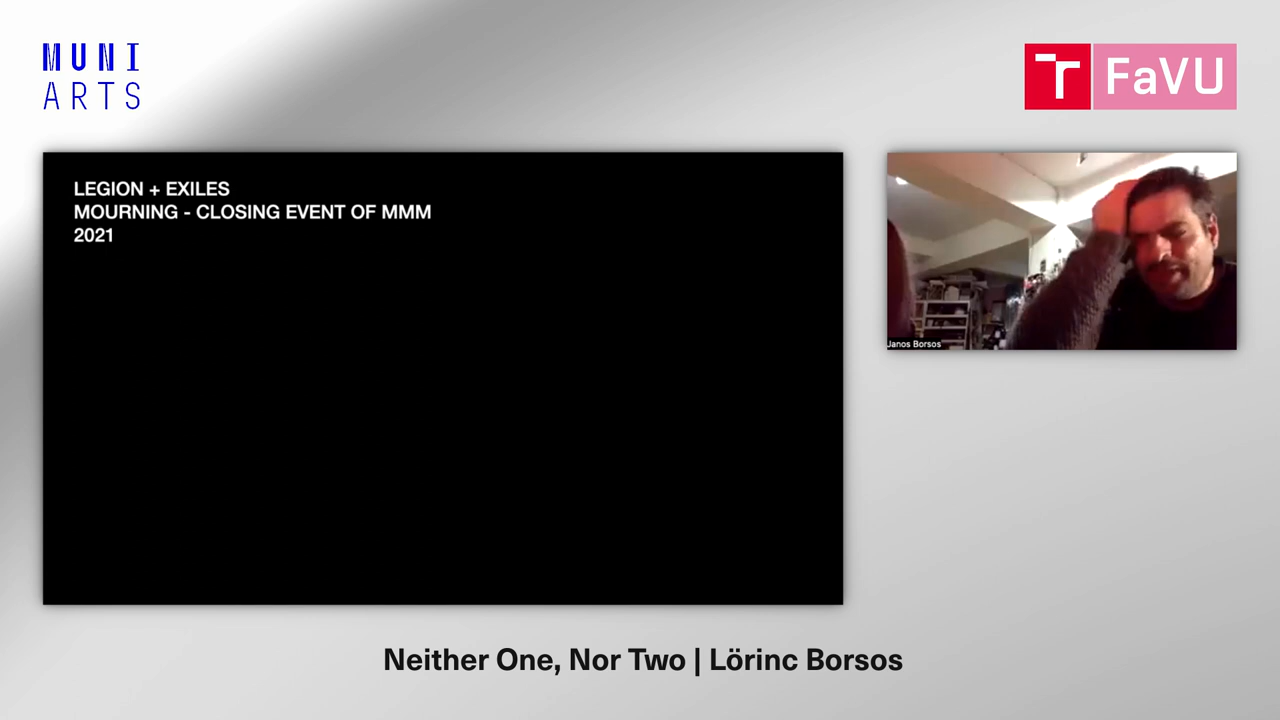 MUNI
ARTS
T FaVU
LEGION + EXILES
MOURNING - CLOSING EVENT OF MMM
2021
Janos Borsos
Neither One, Nor Two | Lörinc Borsos